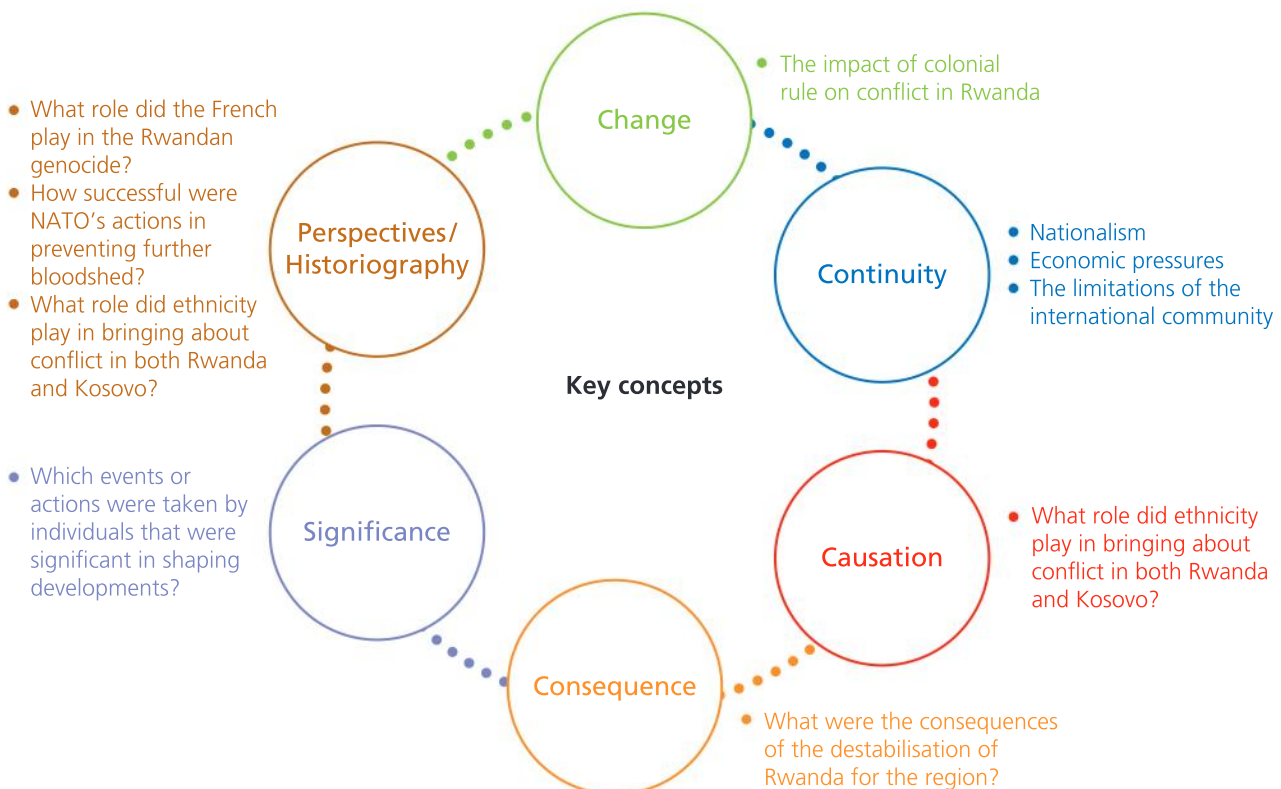 Key concepts
Change
• The impact of colonial
rule on conflict in Rwanda
Continuity
• Nationalism
• Economic pressures
• The limitations of the
international community
Causation
• What role did ethnicity
play in bringing about
conflict in both Rwanda
and Kosovo?
Consequence
• What were the consequences
of the destabilisation of
Rwanda for the region?
Significance
• Which events or
actions were taken by
individuals that were
significant in shaping
developments?
Perspectives/
Historiography
• What role did the French
play in the Rwandan
genocide?
• How successful were
NATO’s actions in
preventing further
bloodshed?
• What role did ethnicity
play in bringing about
conflict in both Rwanda
and Kosovo?